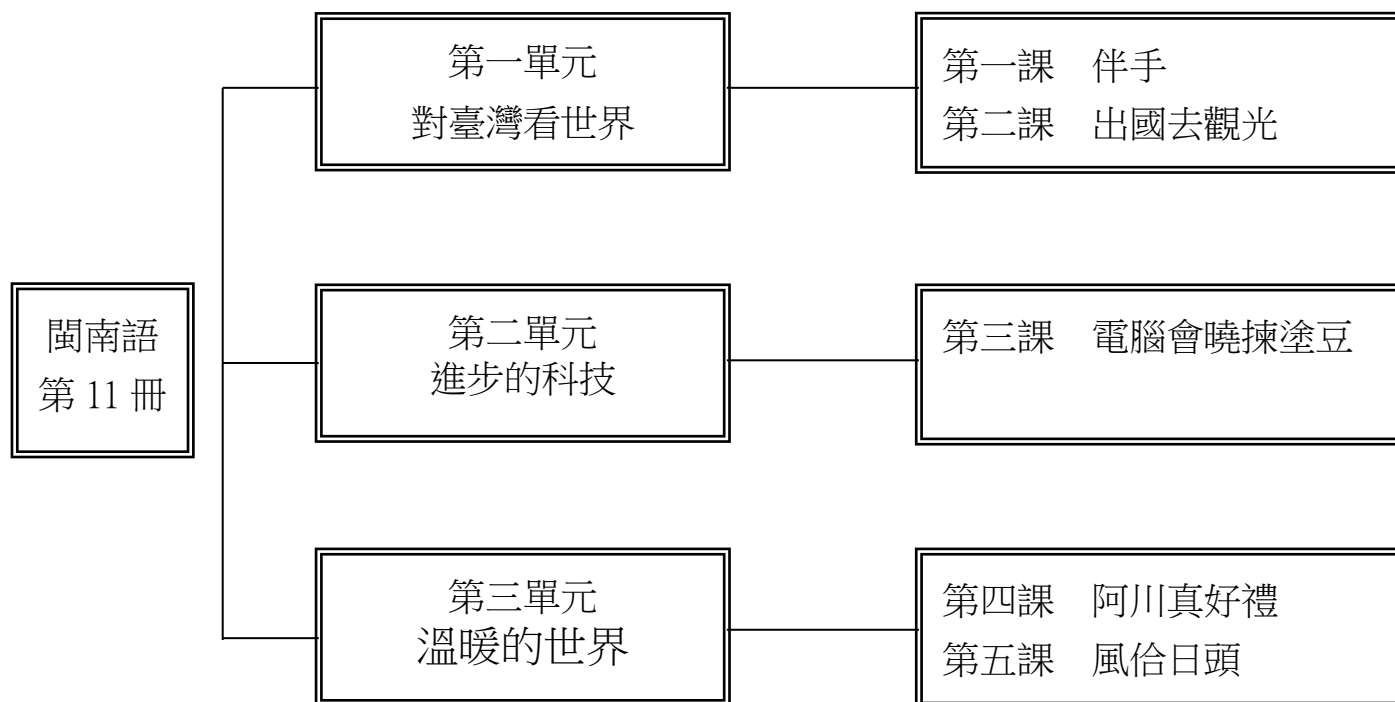 閩南語
第 11 冊
第一單元
對臺灣看世界
第一課　伴手
第二課　出國去觀光
第二單元
進步的科技
第三課　電腦會曉揀塗豆
第三單元
溫暖的世界
第四課　阿川真好禮
第五課　風佮日頭